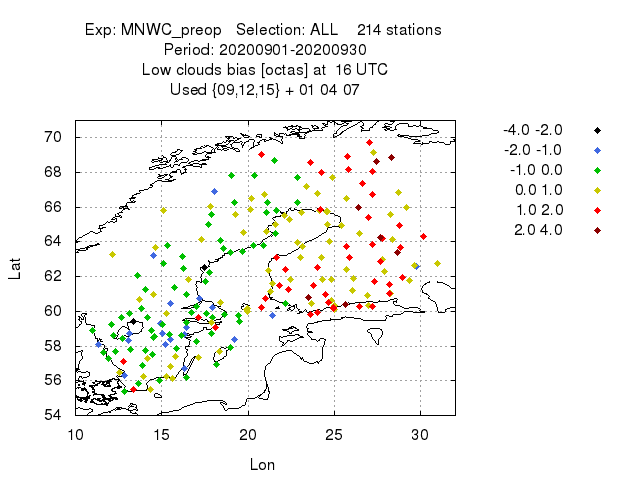 Exp: MNWC_preop Selection: ALL 214 stations
Period: 20200901-20200930
Low clouds bias [octas] at 16 UTC
Used {09,12,15} + 01 04 07
-4.0 -2.0
-2.0 -1.0
-1.0 0.0
0.0 1.0
1.0 2.0
2.0 4.0
70
68
66
64
62
60
58
56
54
Lat
10 15 20 25 30
Lon